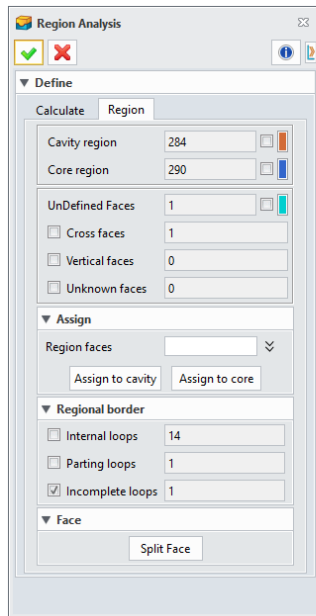 Region Analysis
Define
Calculate Region
Cavity region 284
Core region 290
UnDefined Faces 1
Cross faces 1
Vertical faces 0
Unknown faces 0
Assign
Region faces
Assign to cavity Assign to core
Regional border
Internal loops 14
Parting loops 1
Incomplete loops 1
Face
Split Face